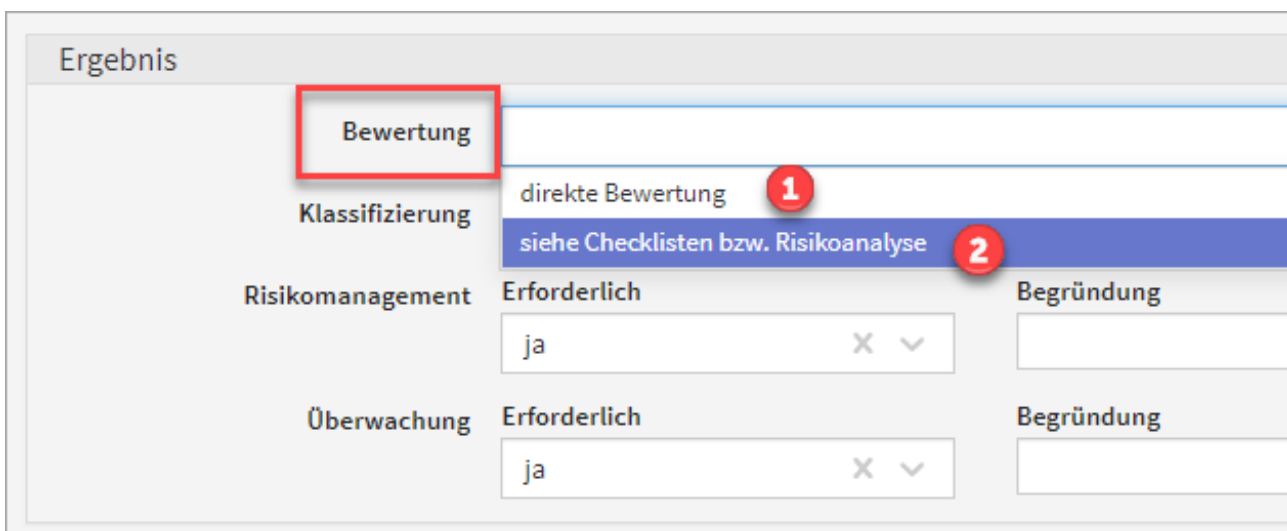 Ergebnis
Bewertung
direkte Bewertung 1
Klassifizierung
siehe Checklisten bzw. Risikoanalyse 2
Risikomanagement Erforderlich Begründung
ja
Überwachung Erforderlich Begründung
ja